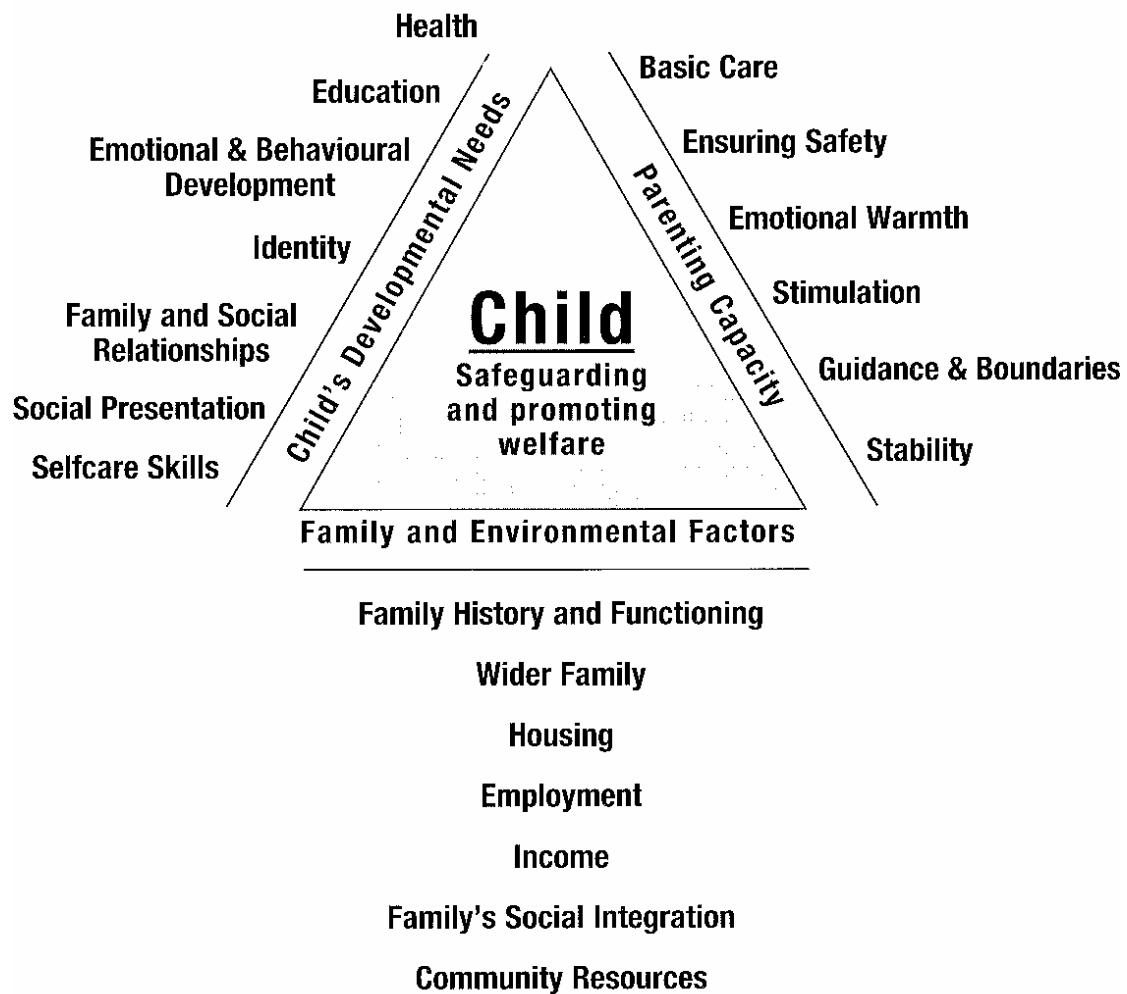 Health
Education
Emotional & Behavioural
Development
Identity
Family and Social
Relationships
Social Presentation
Selfcare Skills
Child's Developmental Needs
Basic Care
Ensuring Safety
Emotional Warmth
Stimulation
Guidance & Boundaries
Stability
Parenting Capacity
Child
Safeguarding
and promoting
welfare
Family and Environmental Factors
Family History and Functioning
Wider Family
Housing
Employment
Income
Family's Social Integration
Community Resources